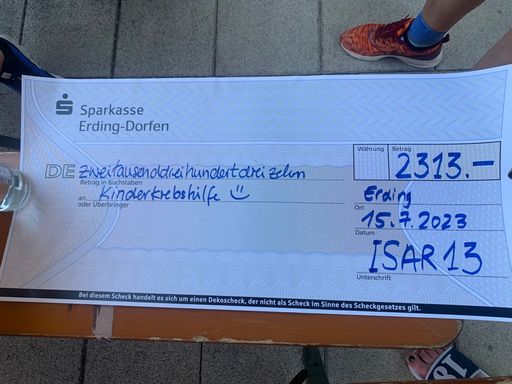 Sparkasse
Erding-Dorfen
Währung Betrag
2313.-
DE zweitausenddreihundertdreizehn
Betrag in Buchstaben
an Kinderkrebshilfe
oder Überbringer
Erding
Ort
15.7.2023
Datum
ISAR 13
Unterschrift
Bei diesem Scheck handelt es sich um einen Dekoscheck, der nicht als Scheck im Sinne des Scheckgesetzes gilt.